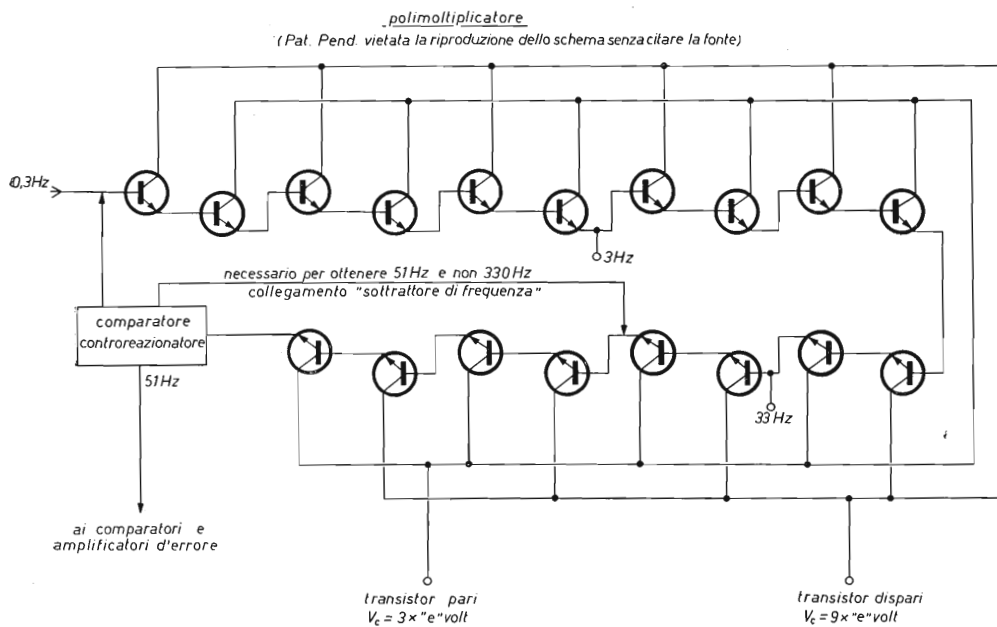 polimoltiplicatore
(Pat. Pend. vietata la riproduzione dello schema senza citare la fonte)
0,3Hz
3Hz
necessario per ottenere 51Hz e non 330Hz
collegamento "sottrattore di frequenza"
comparatore
controreazionatore
51Hz
33Hz
ai comparatori e
amplificatori d'errore
transistor pari
Vc = 3 × "e" volt
transistor dispari
Vc = 9 × "e" volt